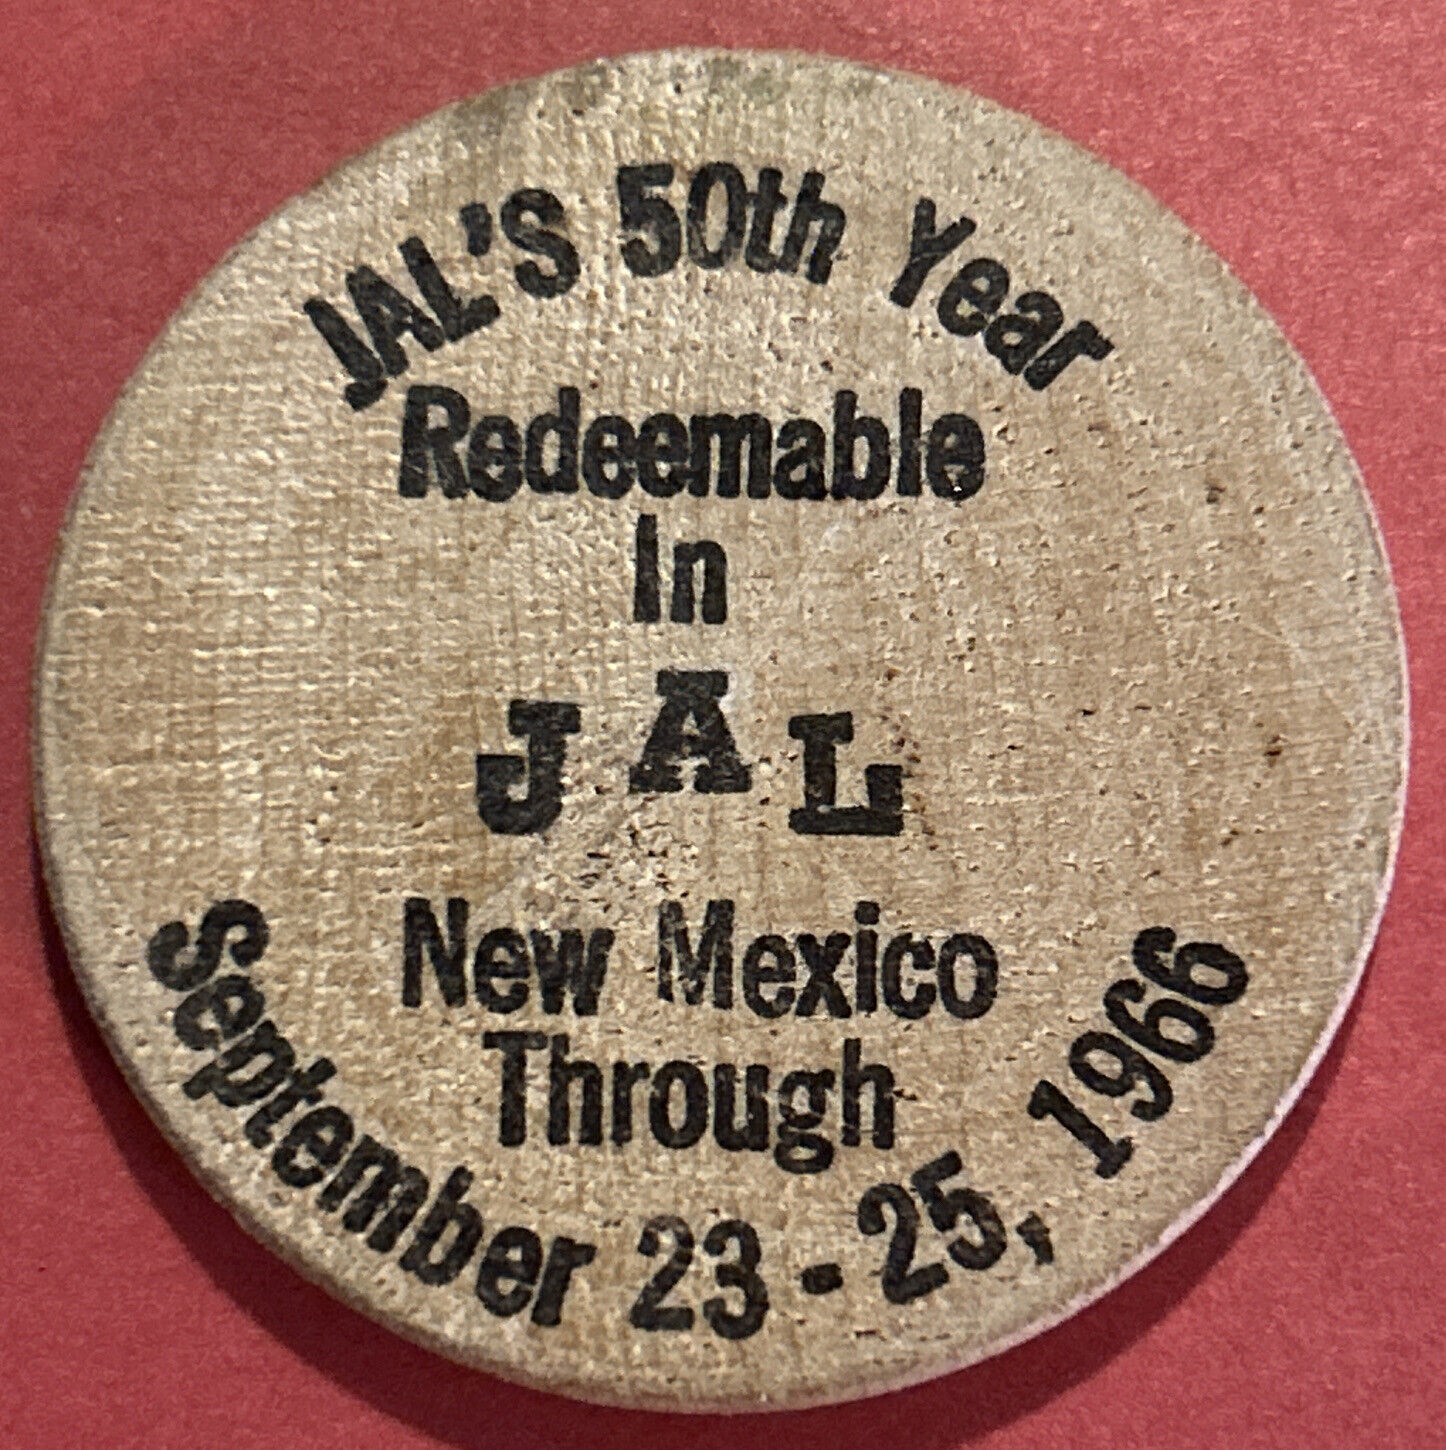 JAL'S 50th Year
Redeemable
In
JAL
New Mexico
Through
September 23 - 25, 1966